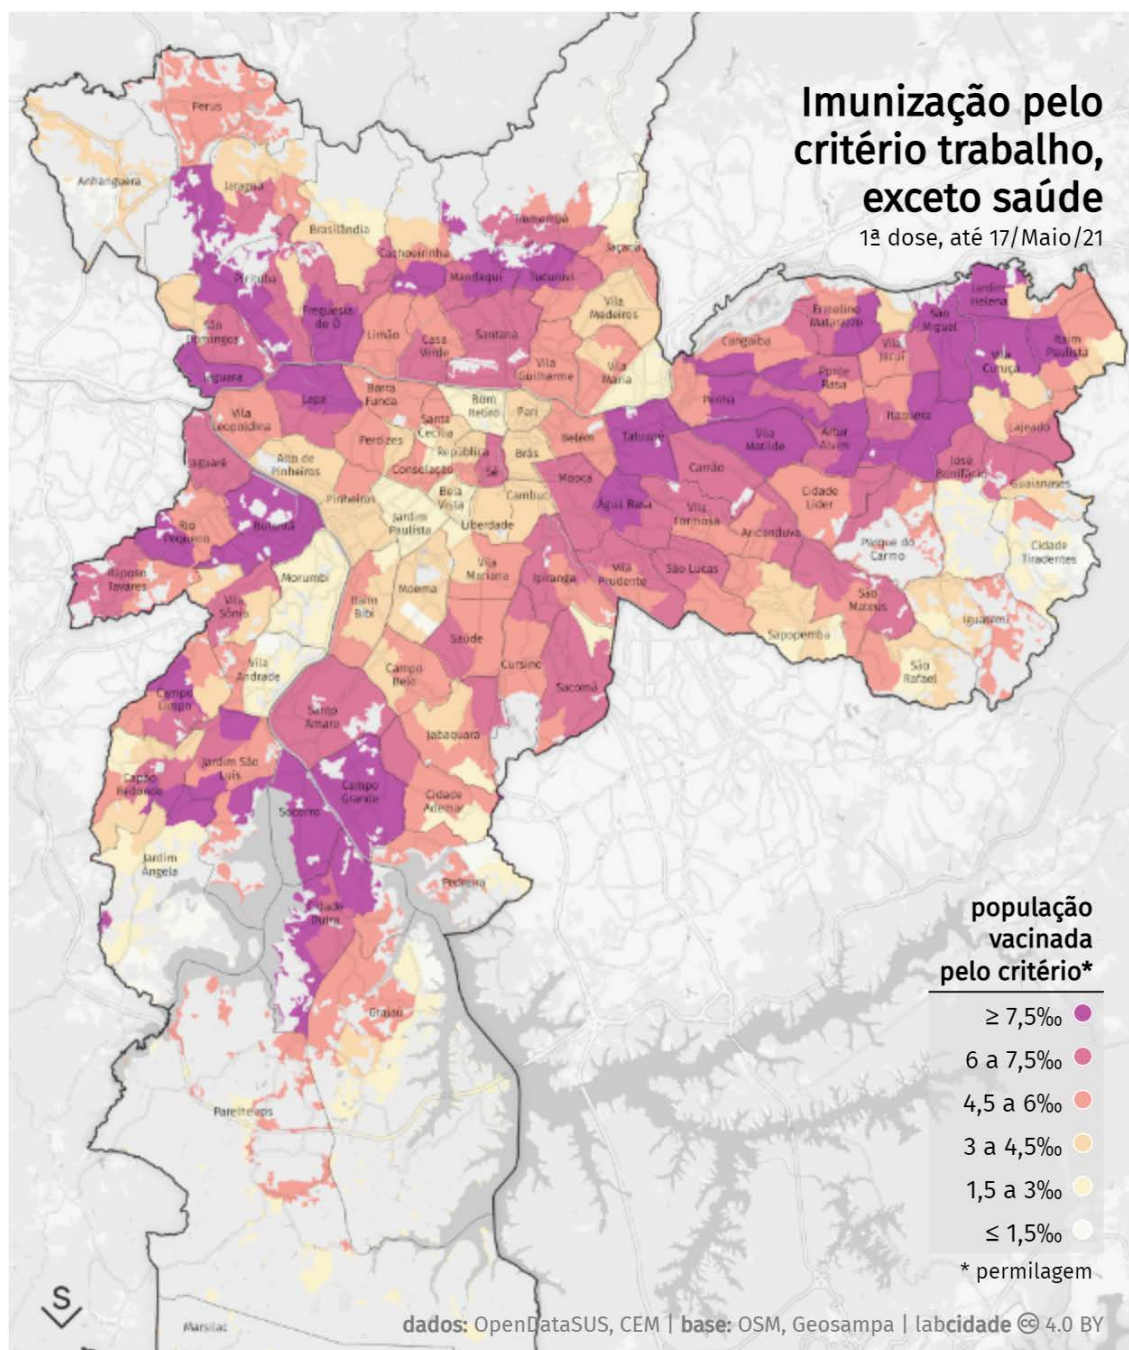 Imunização pelo
critério trabalho,
exceto saúde
1ª dose, até 17/Maio/21
Perus
Anhanguera
Jaraguá
Brasilândia
Tremembé
Cachoeirinha
Jaçanã
Pirituba
Mandaqui
Tucuruvi
Jardim
Helena
Freguesia
do Ó
Vila
Medeiros
Ermelino
Matarazzo
São
Miguel
São
Domingos
Limão
Casa
Verde
Santana
Cangaíba
Vila
Jacuí
Itaim
Paulista
Vila
Curuçá
Jaguara
Vila
Guilherme
Vila
Maria
Ponte
Rasa
Lapa
Barra
Funda
Bom
Retiro
Pari
Penha
Itaquera
Vila
Leopoldina
Santa
Cecília
Perdizes
República
Belém
Tatuapé
Vila
Matilde
Artur
Alvim
Lajeado
Jaguaré
Alto de
Pinheiros
Consolação
Sé
Brás
Mooca
Carrão
José
Bonifácio
Guaianases
Pinheiros
Bela
Vista
Cambuci
Cidade
Líder
Rio
Pequeno
Butantã
Jardim
Paulista
Liberdade
Água Rasa
Vila
Formosa
Aricanduva
Parque do
Carmo
Cidade
Tiradentes
Raposo
Tavares
Morumbi
Vila
Mariana
Ipiranga
Vila
Prudente
São Lucas
Vila
Sônia
Itaim
Bibi
Moema
São
Mateus
Iguatemi
Saúde
Sapopemba
Vila
Andrade
Campo
Belo
Cursino
São
Rafael
Campo
Limpo
Sacomã
Santo
Amaro
Jabaquara
Capão
Redondo
Jardim São
Luís
Campo
Grande
Cidade
Ademar
Socorro
Jardim
Ângela
Pedreira
Cidade
Dutra
Grajaú
Parelheiros
Marsilac
população
vacinada
pelo critério*
≥ 7,5‰
6 a 7,5‰
4,5 a 6‰
3 a 4,5‰
1,5 a 3‰
≤ 1,5‰
* permilagem
S
dados: OpenDataSUS, CEM | base: OSM, Geosampa | labcidade cc 4.0 BY